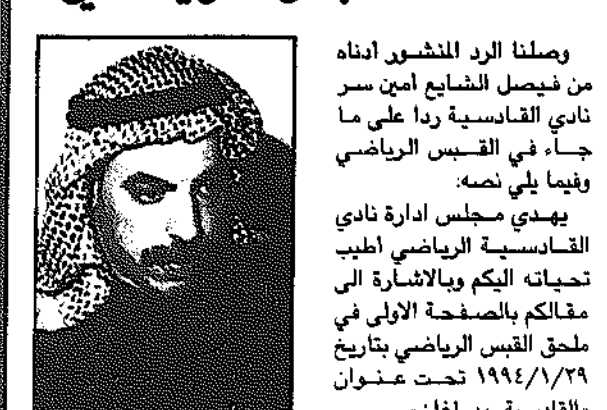 وصلنا الرد المنشور ادناه
من فيصل الشايع امين سر
نادي القادسية ردا على ما
جاء في القبس الرياضي
وفيما يلي نصه:
يهدي مجلس ادارة نادي
القادسية الرياضي اطيب
تحياته اليكم وبالاشارة الى
مقالكم بالصفحة الاولى في
ملحق القبس الرياضي بتاريخ
١٩٩٤/١/٢٩ تحت عنوان